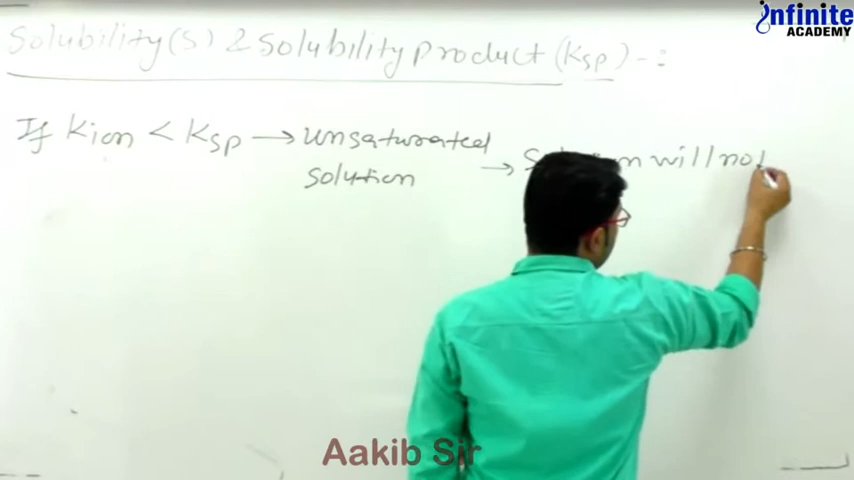 Infinite
ACADEMY
Solubility(S) & Solubility product (Ksp) -:
If Kion < Ksp → unsaturated
solution
→ will not
Aakib Sir